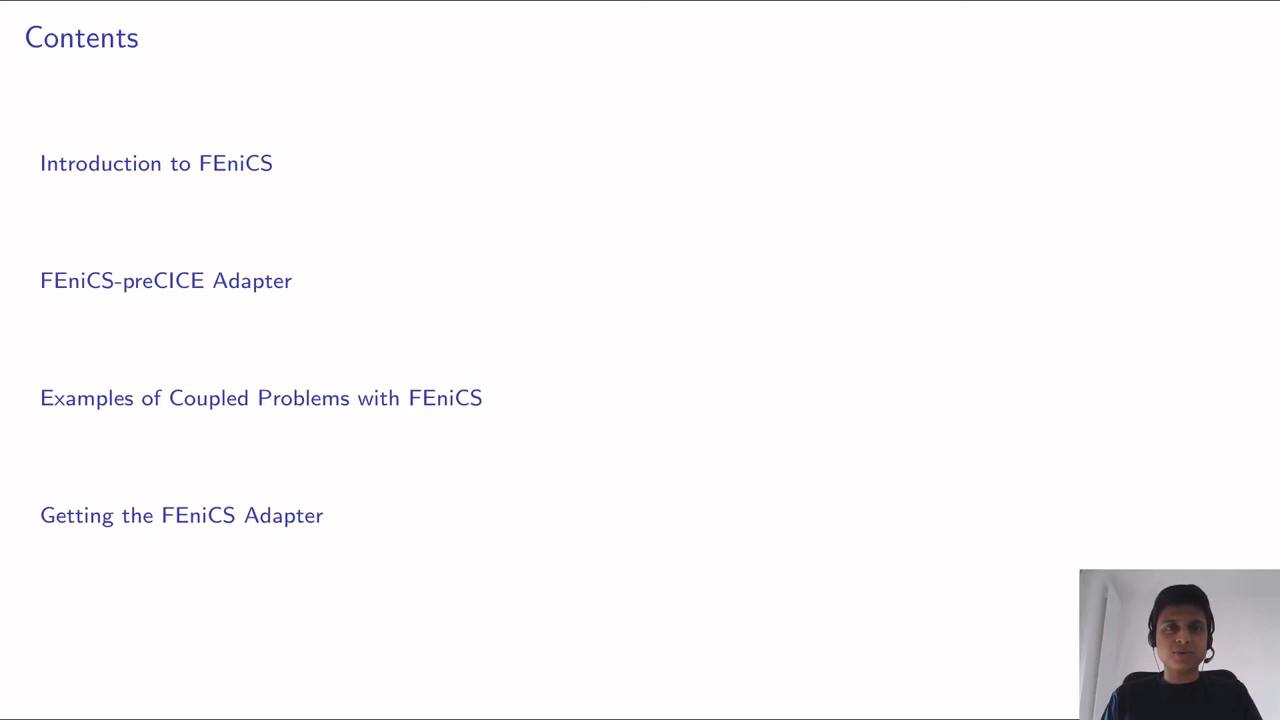 Contents
Introduction to FEniCS
FEniCS-preCICE Adapter
Examples of Coupled Problems with FEniCS
Getting the FEniCS Adapter